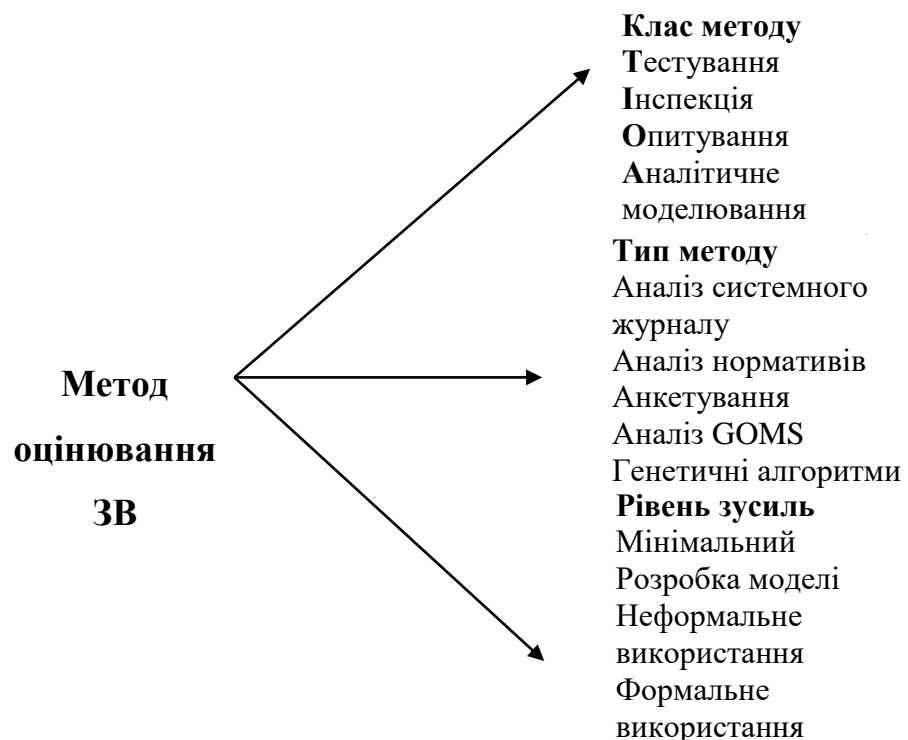 Клас методу
Тестування
Інспекція
Опитування
Аналітичне
моделювання
Тип методу
Аналіз системного
журналу
Аналіз нормативів
Анкетування
Аналіз GOMS
Генетичні алгоритми
Рівень зусиль
Мінімальний
Розробка моделі
Неформальне
використання
Формальне
використання
Метод
оцінювання
ЗВ